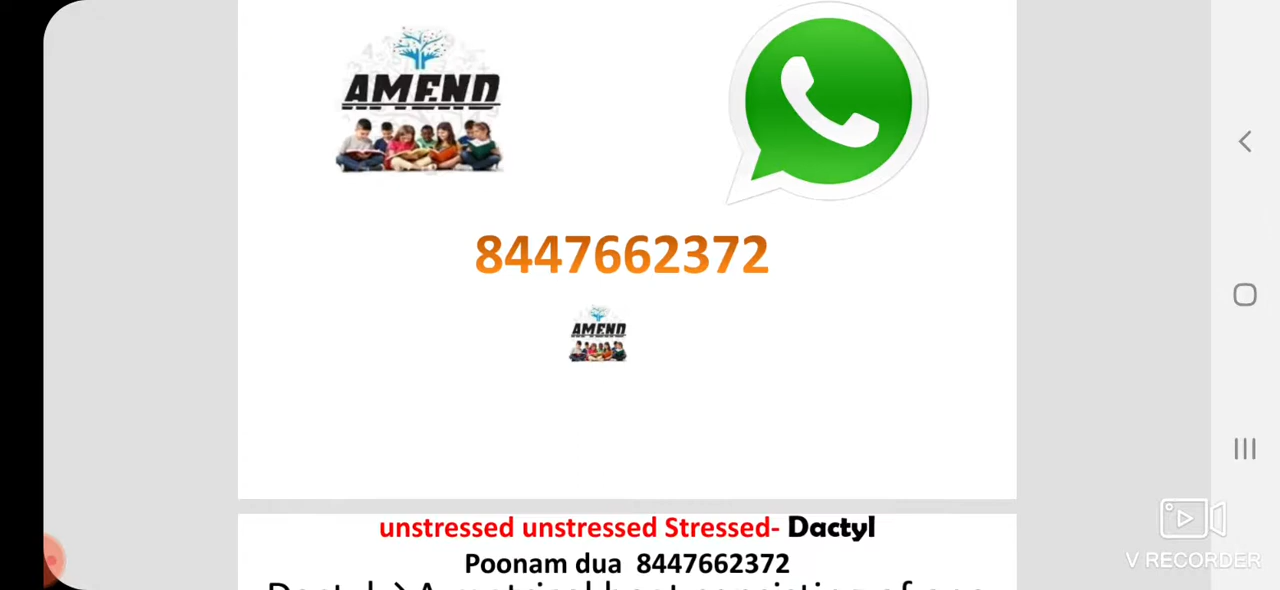 AMEND
8447662372
AMEND
unstressed unstressed Stressed- Dactyl
Poonam dua 8447662372
V RECORDER